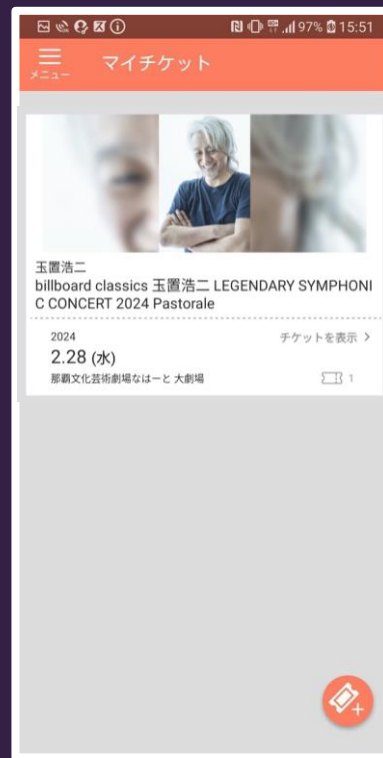 97% 15:51
メニュー
マイチケット
玉置浩二
billboard classics 玉置浩二 LEGENDARY SYMPHONI
C CONCERT 2024 Pastorale
2024
チケットを表示 >
2.28 (水)
那覇文化芸術劇場なはーと 大劇場
1